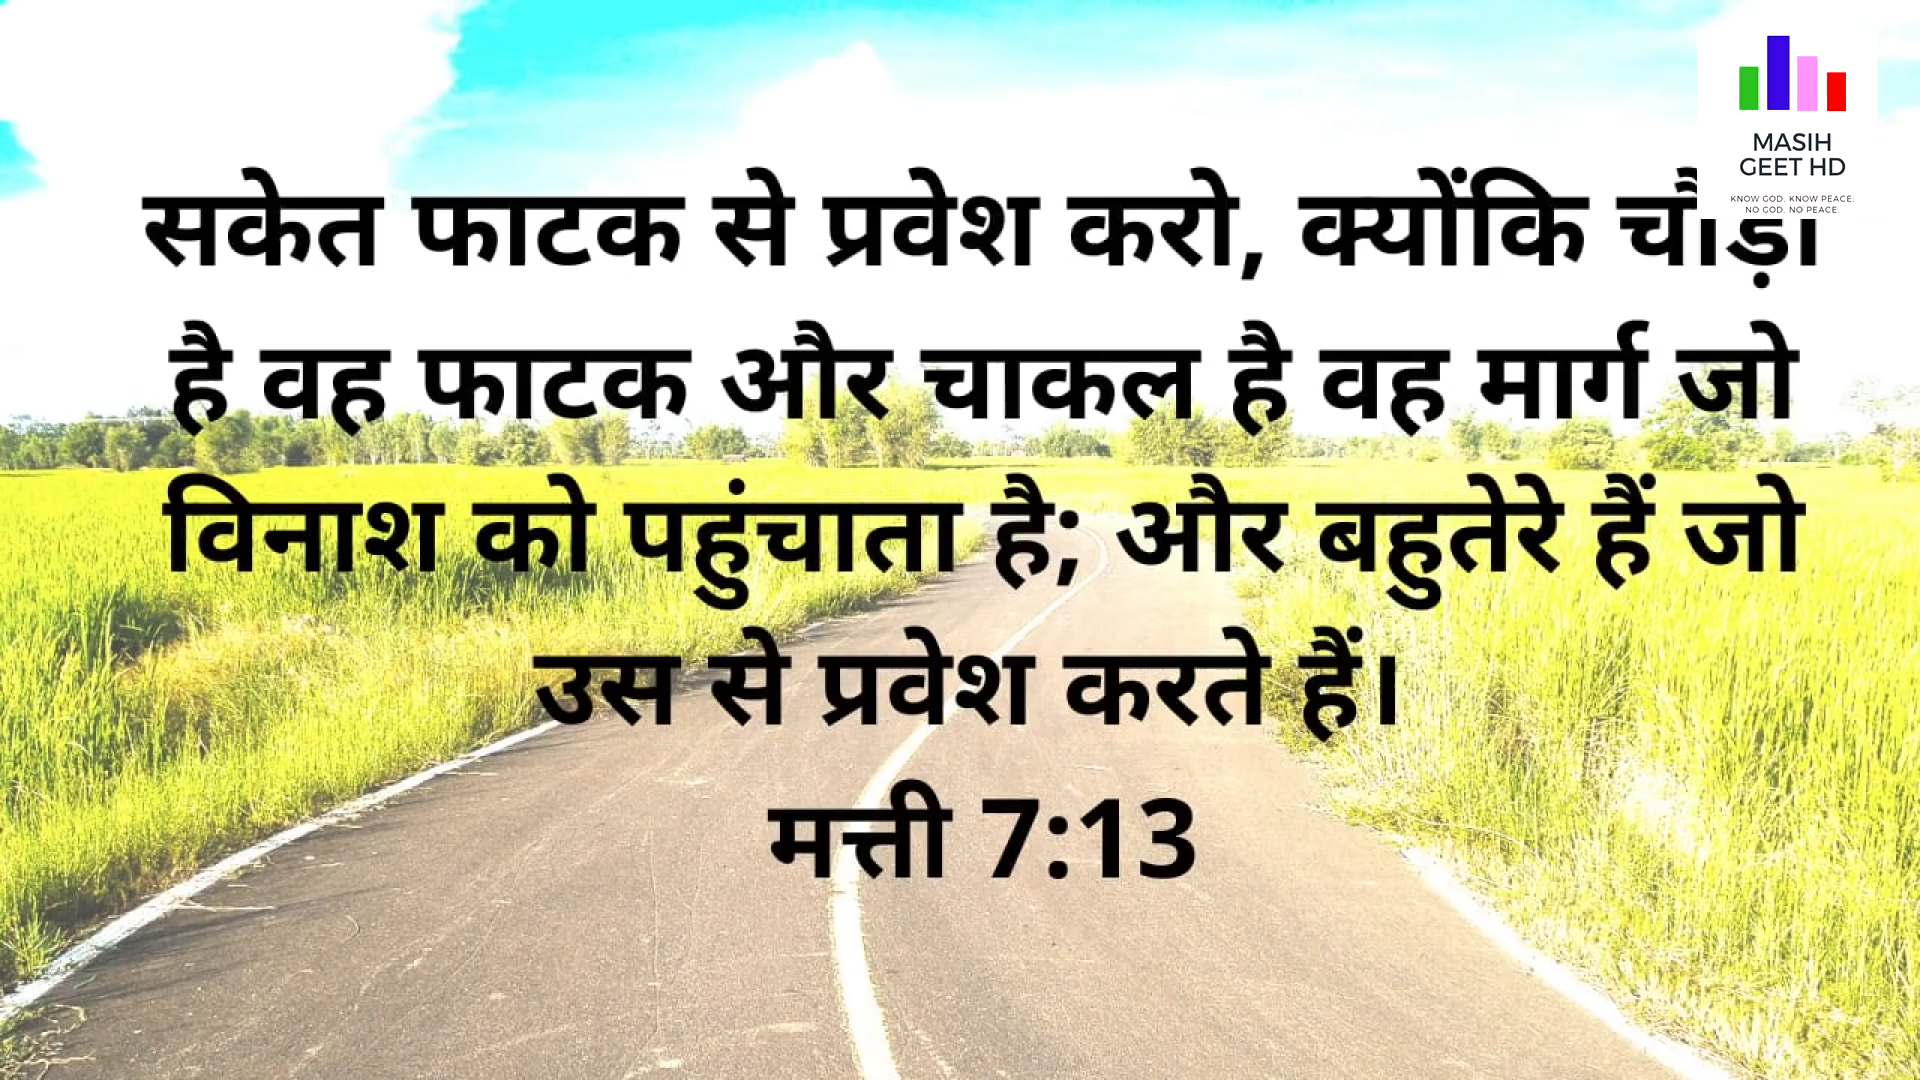 MASIH
GEET HD
KNOW GOD, KNOW PEACE;
NO GOD, NO PEACE.
सकेत फाटक से प्रवेश करो, क्योंकि चौड़ा
है वह फाटक और चाकल है वह मार्ग जो
विनाश को पहुंचाता है; और बहुतेरे हैं जो
उस से प्रवेश करते हैं।
मत्ती 7:13